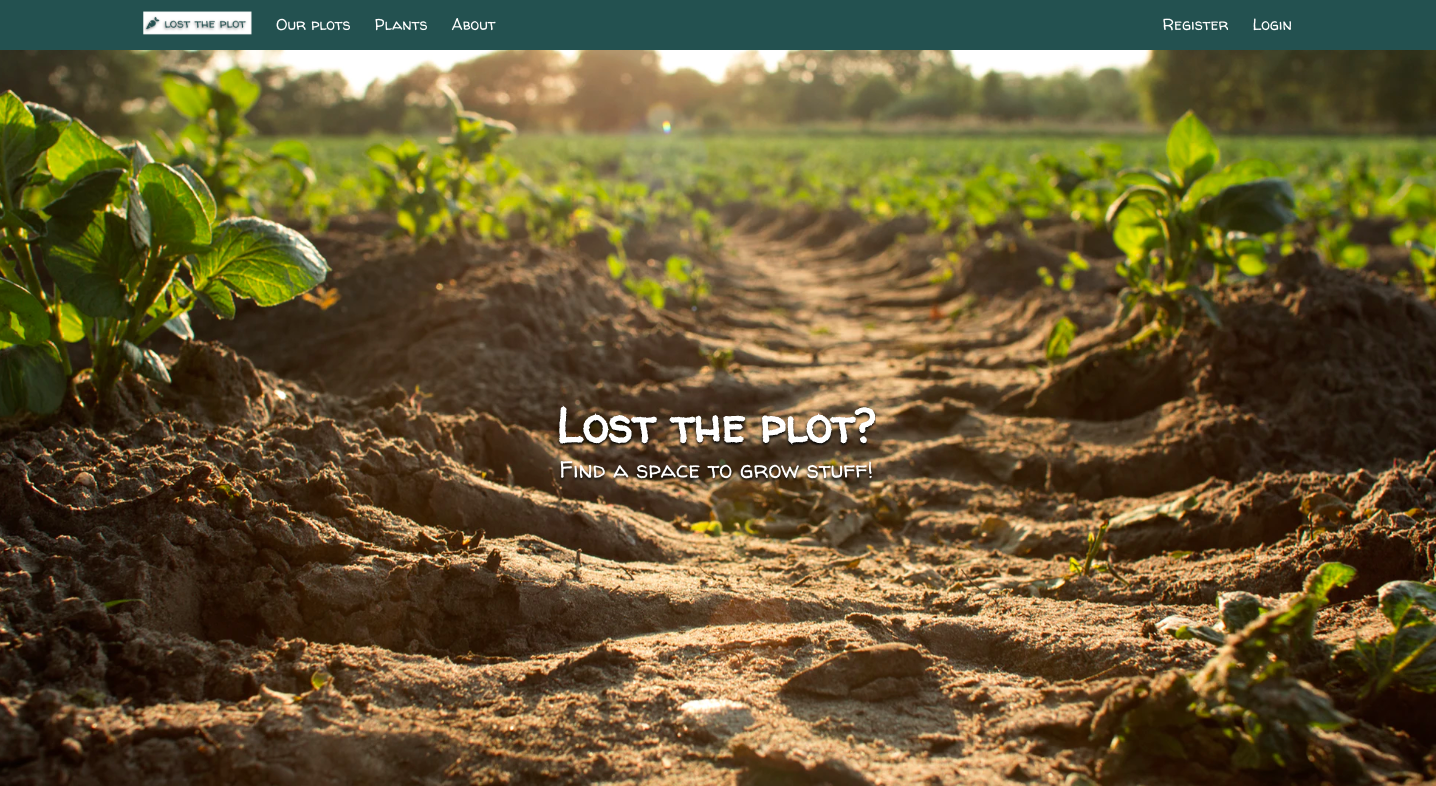 LOST THE PLOT
Our plots
Plants
About
Register
Login
Lost the plot?
Find a space to grow stuff!